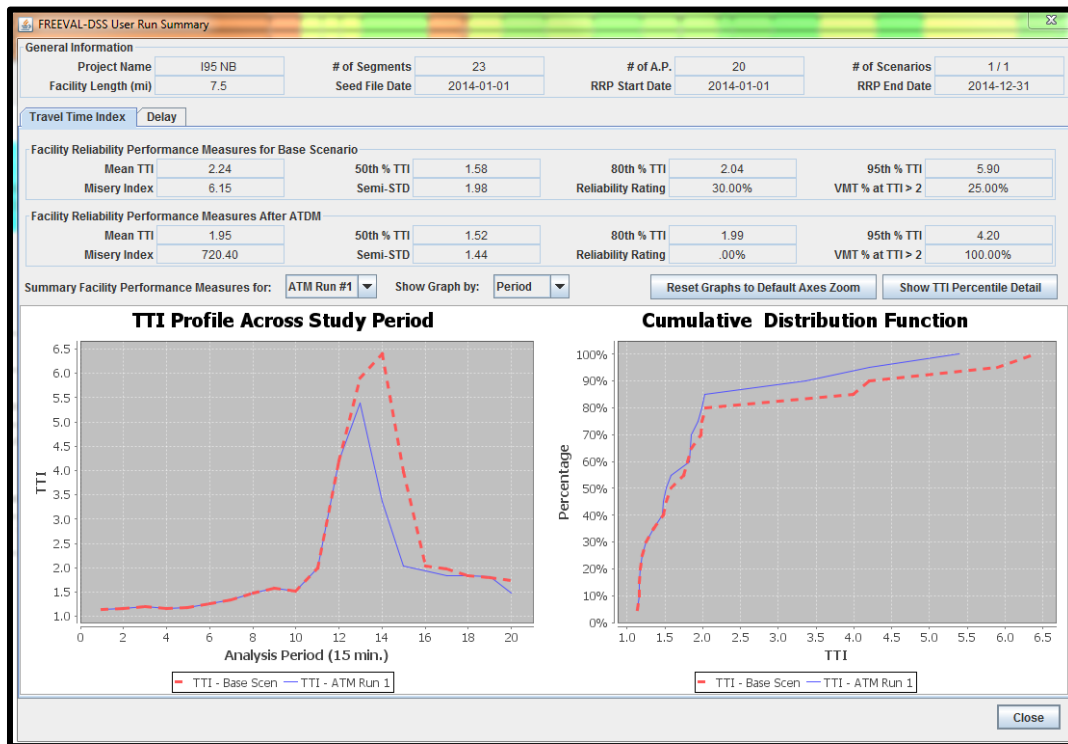 FREEVAL-DSS User Run Summary
General Information
Project Name I95 NB # of Segments 23 # of A.P. 20 # of Scenarios 1 / 1
Facility Length (mi) 7.5 Seed File Date 2014-01-01 RRP Start Date 2014-01-01 RRP End Date 2014-12-31
Travel Time Index Delay
Facility Reliability Performance Measures for Base Scenario
Mean TTI 2.24 50th % TTI 1.58 80th % TTI 2.04 95th % TTI 5.90
Misery Index 6.15 Semi-STD 1.98 Reliability Rating 30.00% VMT % at TTI > 2 25.00%
Facility Reliability Performance Measures After ATDM
Mean TTI 1.95 50th % TTI 1.52 80th % TTI 1.99 95th % TTI 4.20
Misery Index 720.40 Semi-STD 1.44 Reliability Rating .00% VMT % at TTI > 2 100.00%
Summary Facility Performance Measures for: ATM Run #1 Show Graph by: Period Reset Graphs to Default Axes Zoom Show TTI Percentile Detail
TTI Profile Across Study Period
6.5
6.0
5.5
5.0
4.5
4.0
3.5
3.0
2.5
2.0
1.5
1.0
TTI
0 2 4 6 8 10 12 14 16 18 20
Analysis Period (15 min.)
TTI - Base Scen TTI - ATM Run 1
Cumulative Distribution Function
100%
90%
80%
70%
60%
50%
40%
30%
20%
10%
0%
Percentage
1.0 1.5 2.0 2.5 3.0 3.5 4.0 4.5 5.0 5.5 6.0 6.5
TTI
TTI - Base Scen TTI - ATM Run 1
Close